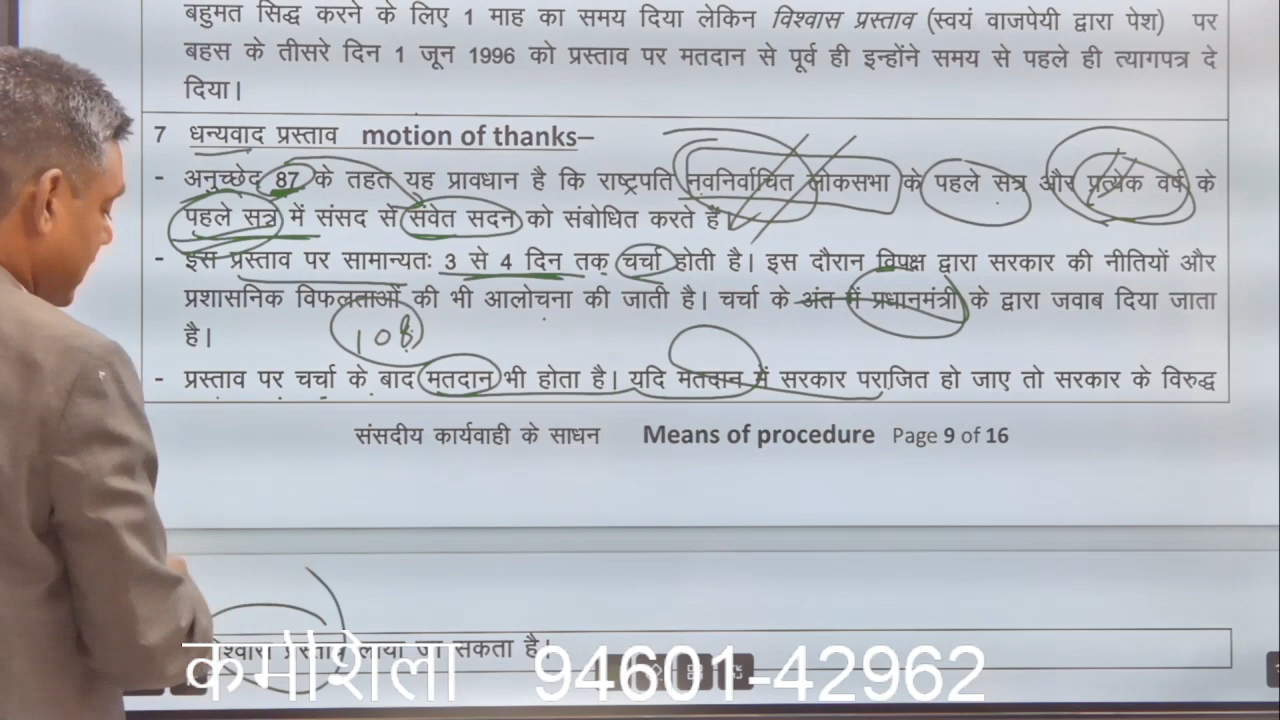 बहुमत सिद्ध करने के लिए 1 माह का समय दिया लेकिन विश्वास प्रस्ताव (स्वयं वाजपेयी द्वारा पेश) पर
बहस के तीसरे दिन 1 जून 1996 को प्रस्ताव पर मतदान से पूर्व ही इन्होंने समय से पहले ही त्यागपत्र दे
दिया।
7 धन्यवाद प्रस्ताव motion of thanks–
- अनुच्छेद 87 के तहत यह प्रावधान है कि राष्ट्रपति नवनिर्वाचित लोकसभा के पहले सत्र और प्रत्येक वर्ष के
पहले सत्र में संसद से संवेत सदन को संबोधित करते हैं।
- इस प्रस्ताव पर सामान्यतः 3 से 4 दिन तक चर्चा होती है। इस दौरान विपक्ष द्वारा सरकार की नीतियों और
प्रशासनिक विफलताओं की भी आलोचना की जाती है। चर्चा के अंत में प्रधानमंत्री के द्वारा जवाब दिया जाता
है।
108
- प्रस्ताव पर चर्चा के बाद मतदान भी होता है। यदि मतदान में सरकार पराजित हो जाए तो सरकार के विरुद्ध
संसदीय कार्यवाही के साधन Means of procedure Page 9 of 16
प्रस्ताव लाया जा सकता है।
कर्मशिला 94601-42962